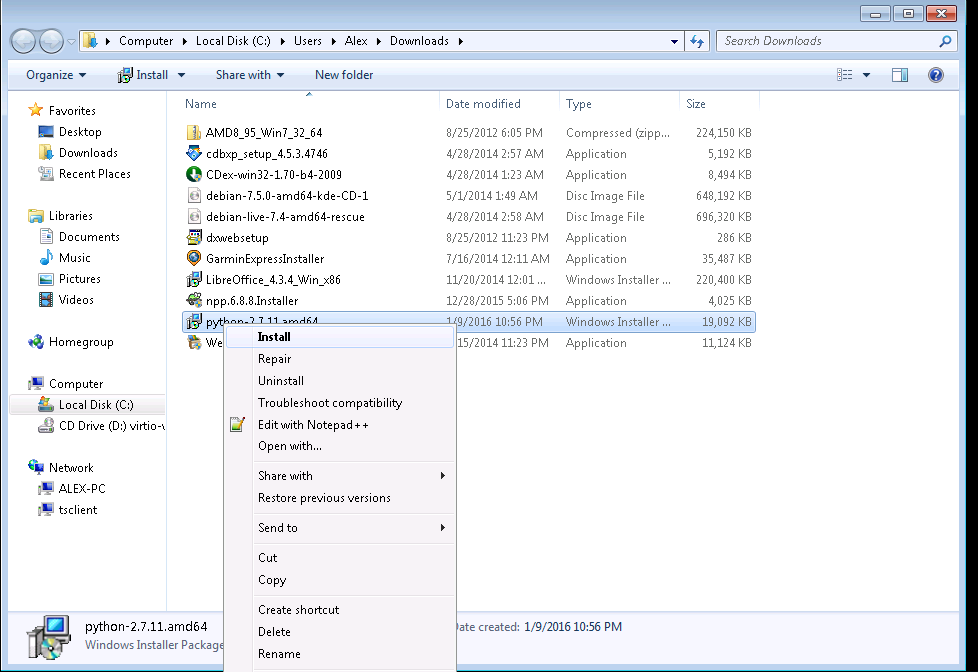 Computer Local Disk (C:) Users Alex Downloads Search Downloads
Organize Install Share with New folder
Name Date modified Type Size
Favorites
Desktop
Downloads
Recent Places
Libraries
Documents
Music
Pictures
Videos
Homegroup
Computer
Local Disk (C:)
CD Drive (D:) virtio-v
Network
ALEX-PC
tsclient
AMD8_95_Win7_32_64 8/25/2012 6:05 PM Compressed (zipp... 224,150 KB
cdbxp_setup_4.5.3.4746 4/28/2014 2:57 AM Application 5,192 KB
CDex-win32-1.70-b4-2009 4/28/2014 1:23 AM Application 8,494 KB
debian-7.5.0-amd64-kde-CD-1 5/1/2014 1:49 AM Disc Image File 648,192 KB
debian-live-7.4-amd64-rescue 4/28/2014 2:58 AM Disc Image File 696,320 KB
dxwebsetup 8/25/2012 11:23 PM Application 286 KB
GarminExpressInstaller 7/16/2014 12:11 AM Application 35,487 KB
LibreOffice_4.3.4_Win_x86 11/20/2014 12:01 ... Windows Installer ... 220,400 KB
npp.6.8.8.Installer 12/28/2015 5:06 PM Application 4,025 KB
python-2.7.11.amd64 1/9/2016 10:56 PM Windows Installer ... 19,092 KB
We 15/2014 11:23 PM Application 11,124 KB
Install
Repair
Uninstall
Troubleshoot compatibility
Edit with Notepad++
Open with...
Share with
Restore previous versions
Send to
Cut
Copy
Create shortcut
Delete
Rename
python-2.7.11.amd64 Date created: 1/9/2016 10:56 PM
Windows Installer Package